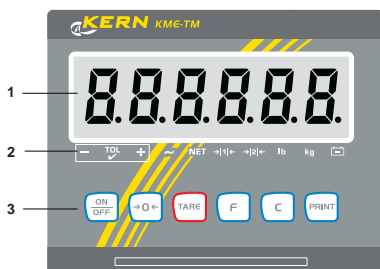 KERN KME-TM
1
8.8.8.8.8.8.
2
− TOL ✓ + ~ NET →|1|← →|2|← lb kg
3
ON OFF →0← TARE F C PRINT